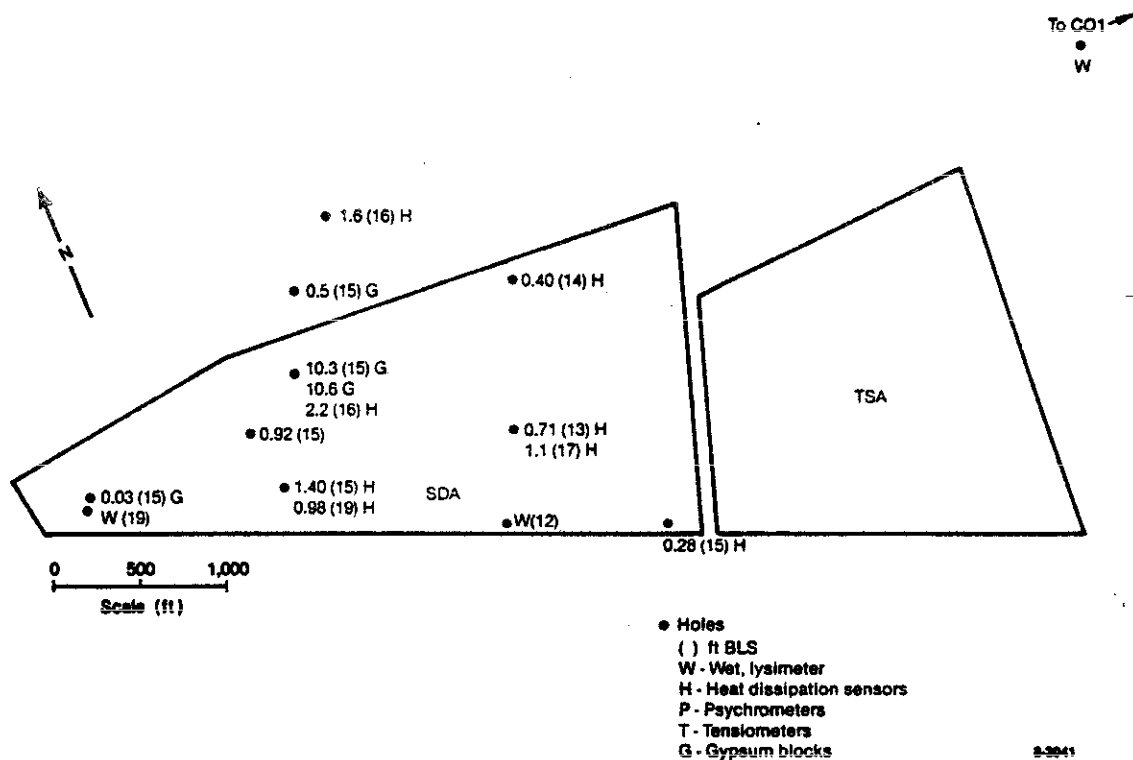 To CO1
W
N
1.6 (16) H
0.5 (15) G
0.40 (14) H
10.3 (15) G
10.6 G
2.2 (16) H
TSA
0.92 (15)
0.71 (13) H
1.1 (17) H
1.40 (15) H
0.98 (19) H
SDA
0.03 (15) G
W (19)
W(12)
0.28 (15) H
0 500 1,000
Scale (ft)
Holes
( ) ft BLS
W - Wet, lysimeter
H - Heat dissipation sensors
P - Psychrometers
T - Tensiometers
G - Gypsum blocks